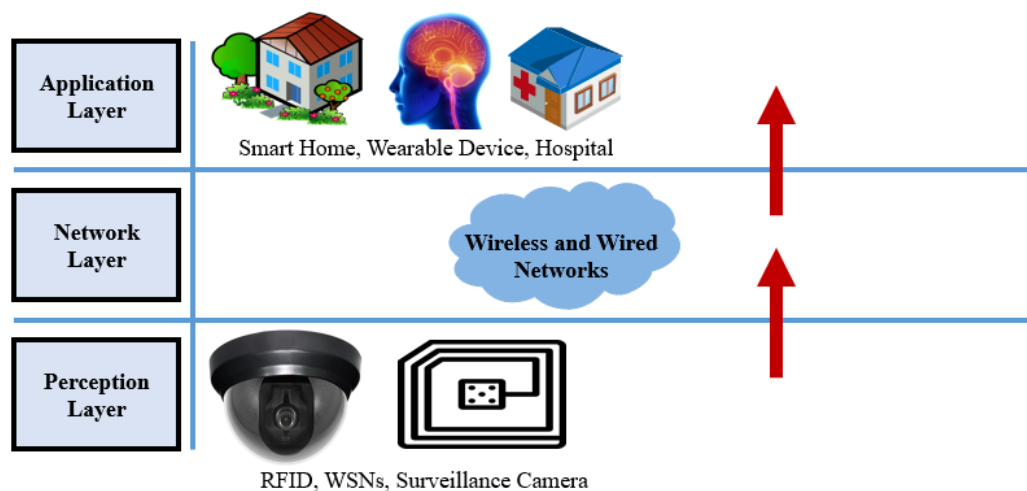 Application
Layer
Smart Home, Wearable Device, Hospital
Network
Layer
Wireless and Wired
Networks
Perception
Layer
RFID, WSNs, Surveillance Camera